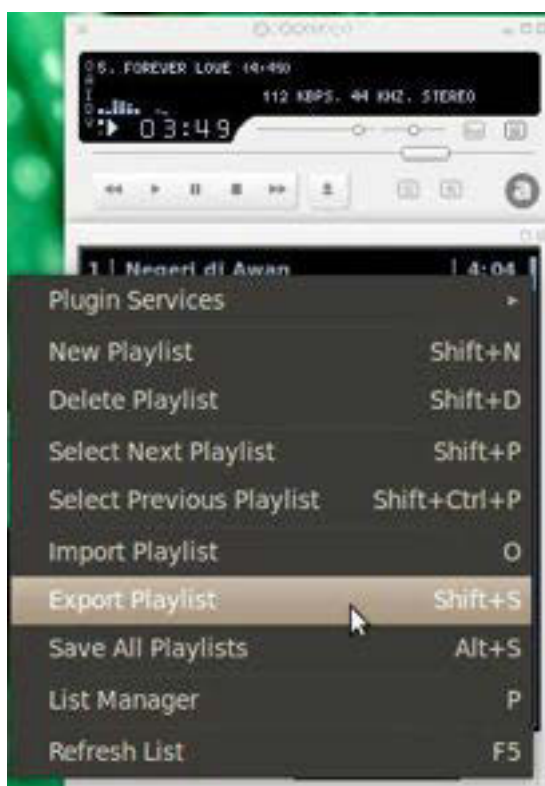 6. FOREVER LOVE (4:49)
112 KBPS. 44 KHZ. STEREO
03:49
1 | Negeri di Awan | 4:04
Plugin Services
New Playlist Shift+N
Delete Playlist Shift+D
Select Next Playlist Shift+P
Select Previous Playlist Shift+Ctrl+P
Import Playlist O
Export Playlist Shift+S
Save All Playlists Alt+S
List Manager P
Refresh List F5